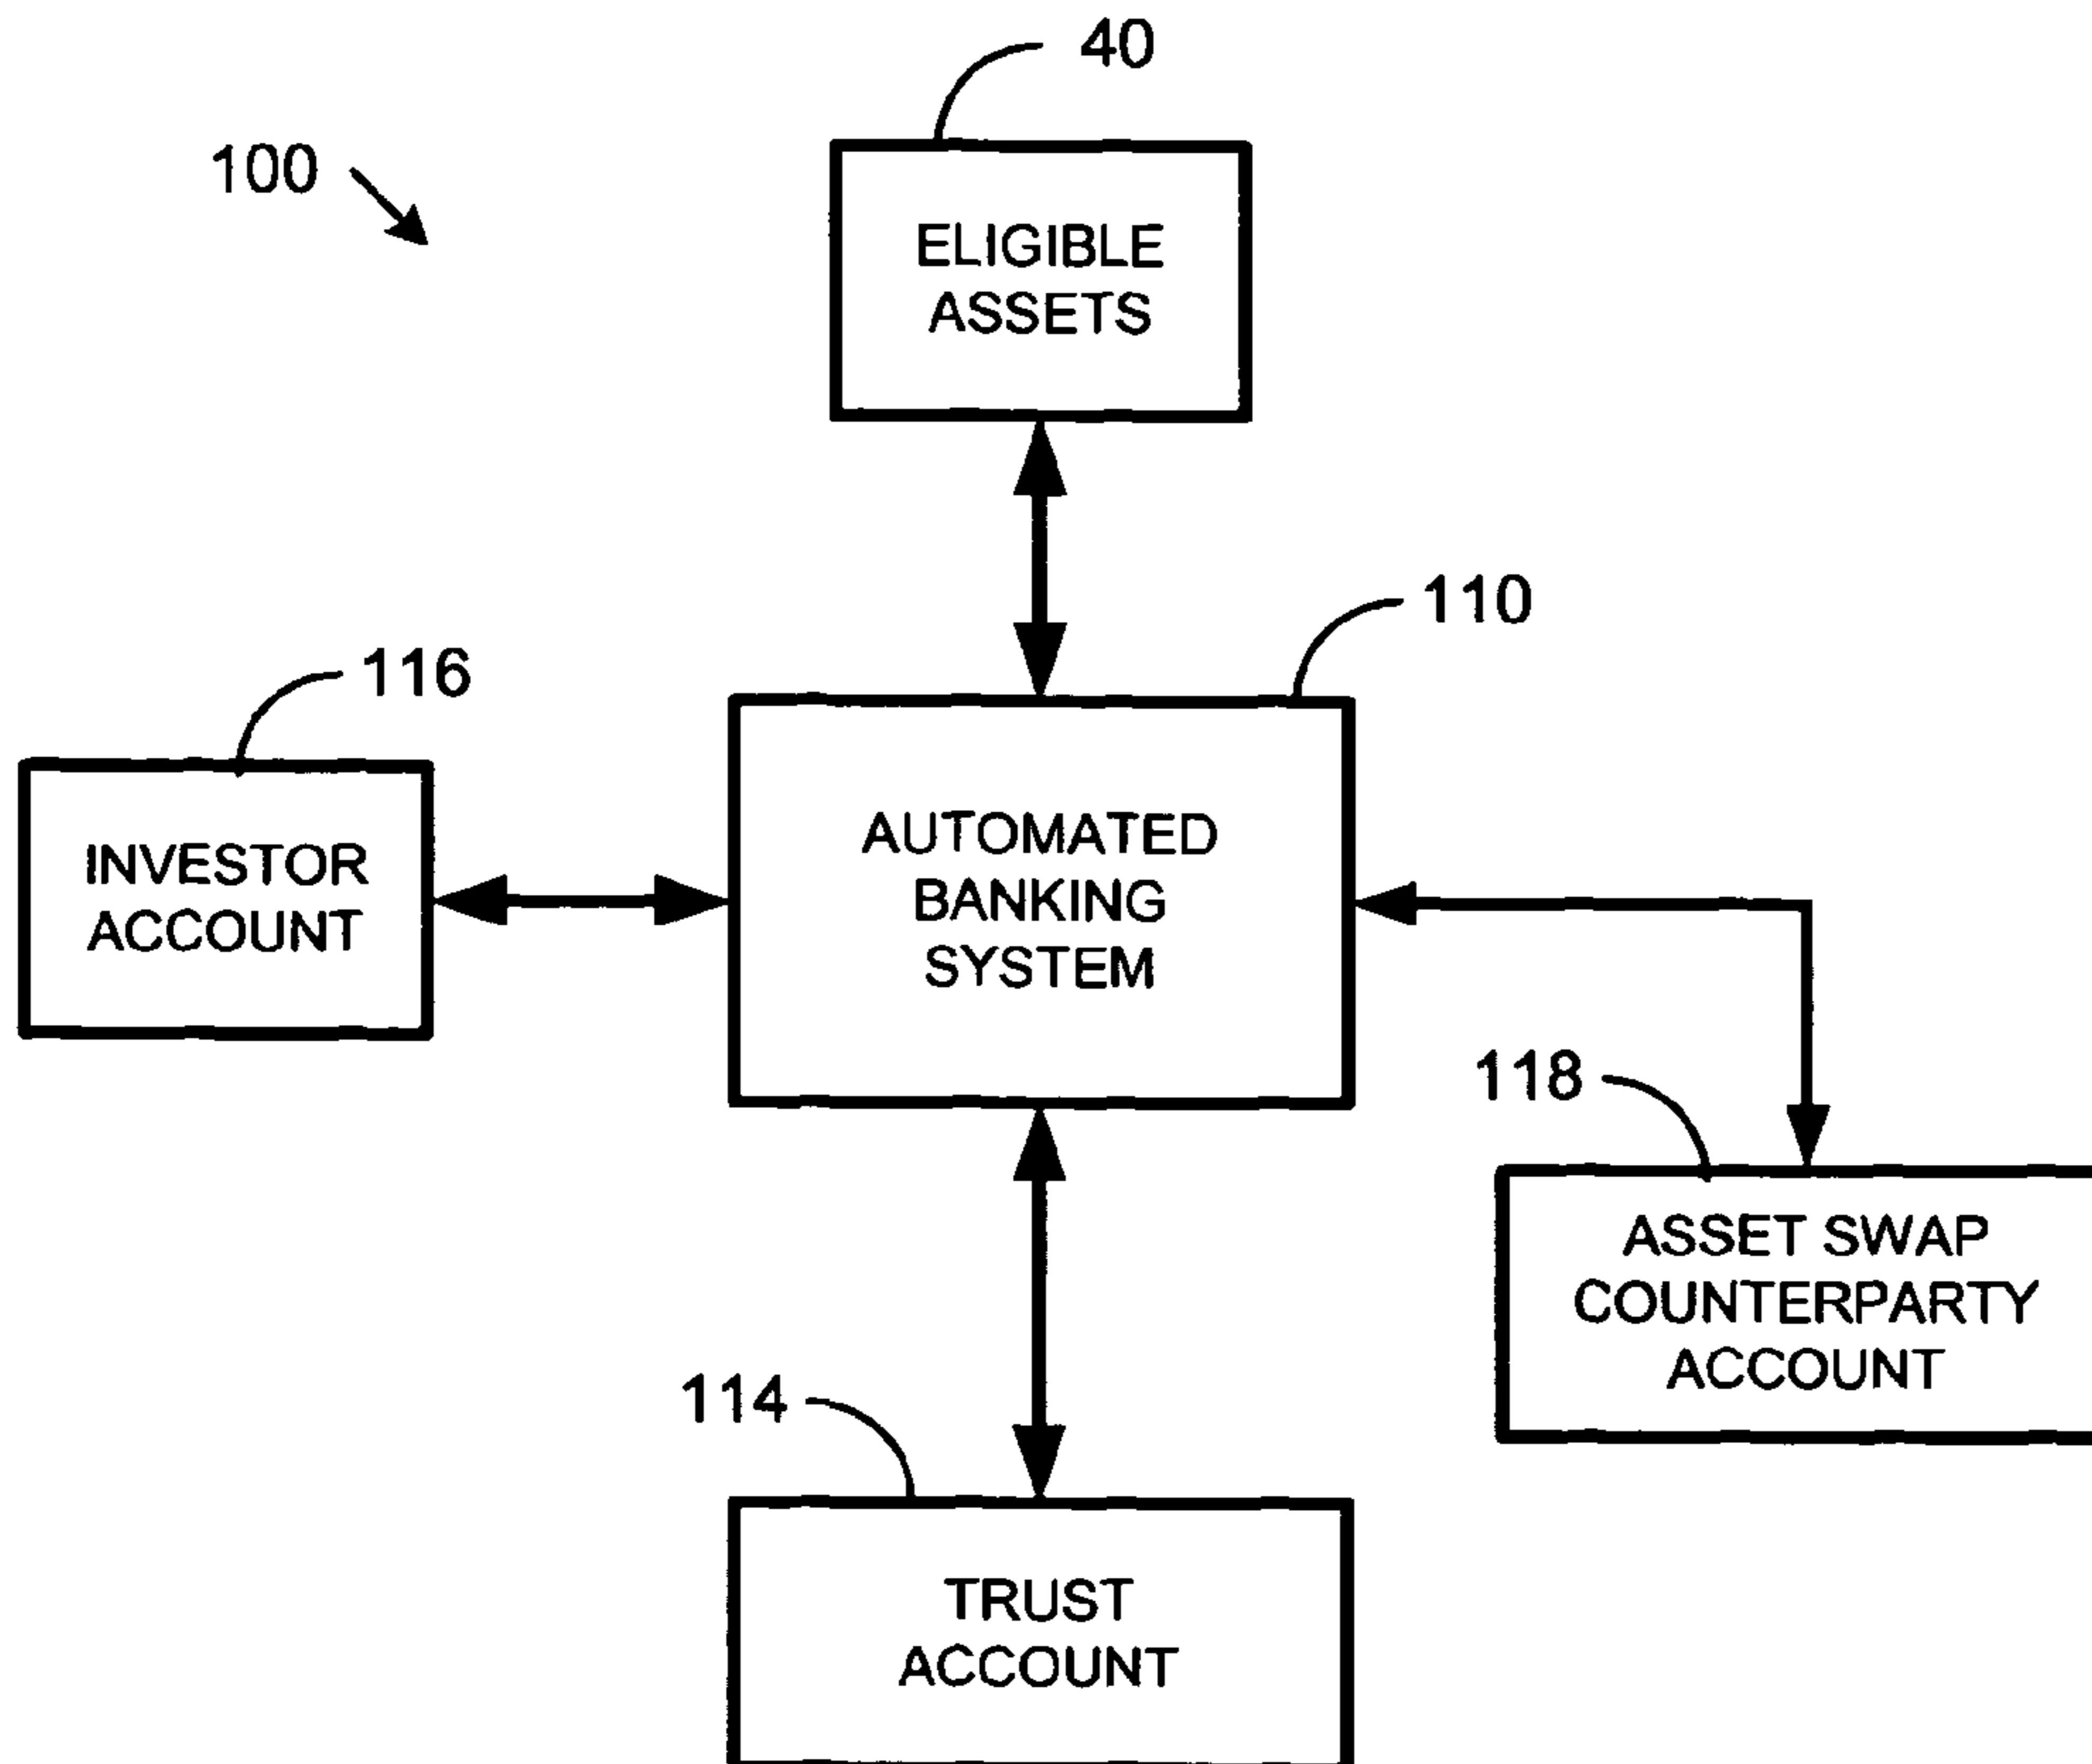 40
100
ELIGIBLE
ASSETS
110
116
AUTOMATED
BANKING
SYSTEM
INVESTOR
ACCOUNT
118
ASSET SWAP
COUNTERPARTY
ACCOUNT
114
TRUST
ACCOUNT